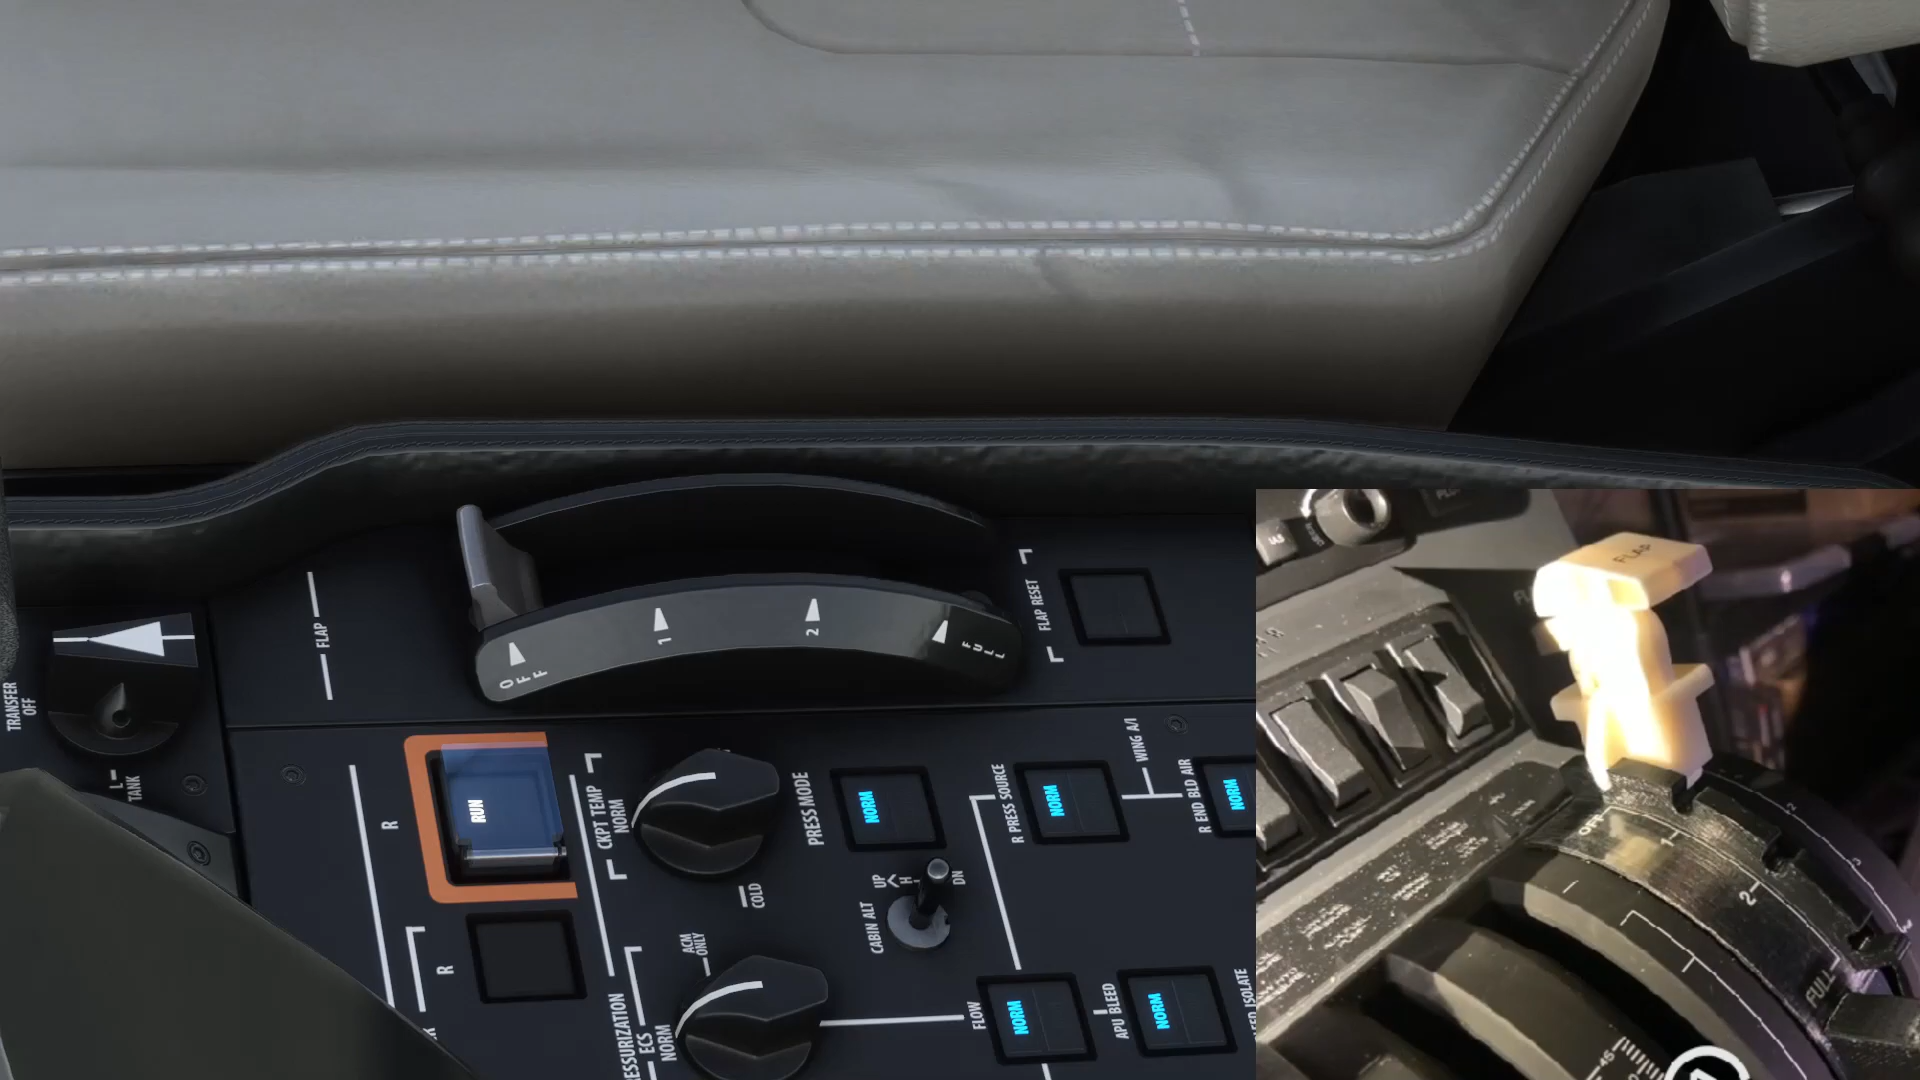 FLAP
OFF
1
2
FULL
FLAP RESET
TRANSFER
OFF
L
TANK
R
RUN
CKPT TEMP
NORM
COLD
PRESS MODE
NORM
R PRESS SOURCE
NORM
WING A/I
R END BLD AIR
NORM
UP
H
DN
CABIN ALT
R
ACM
ONLY
ECS
NORM
FLOW
NORM
APU BLEED
NORM
ISOLATE
FLAP
OFF
1
2
FULL